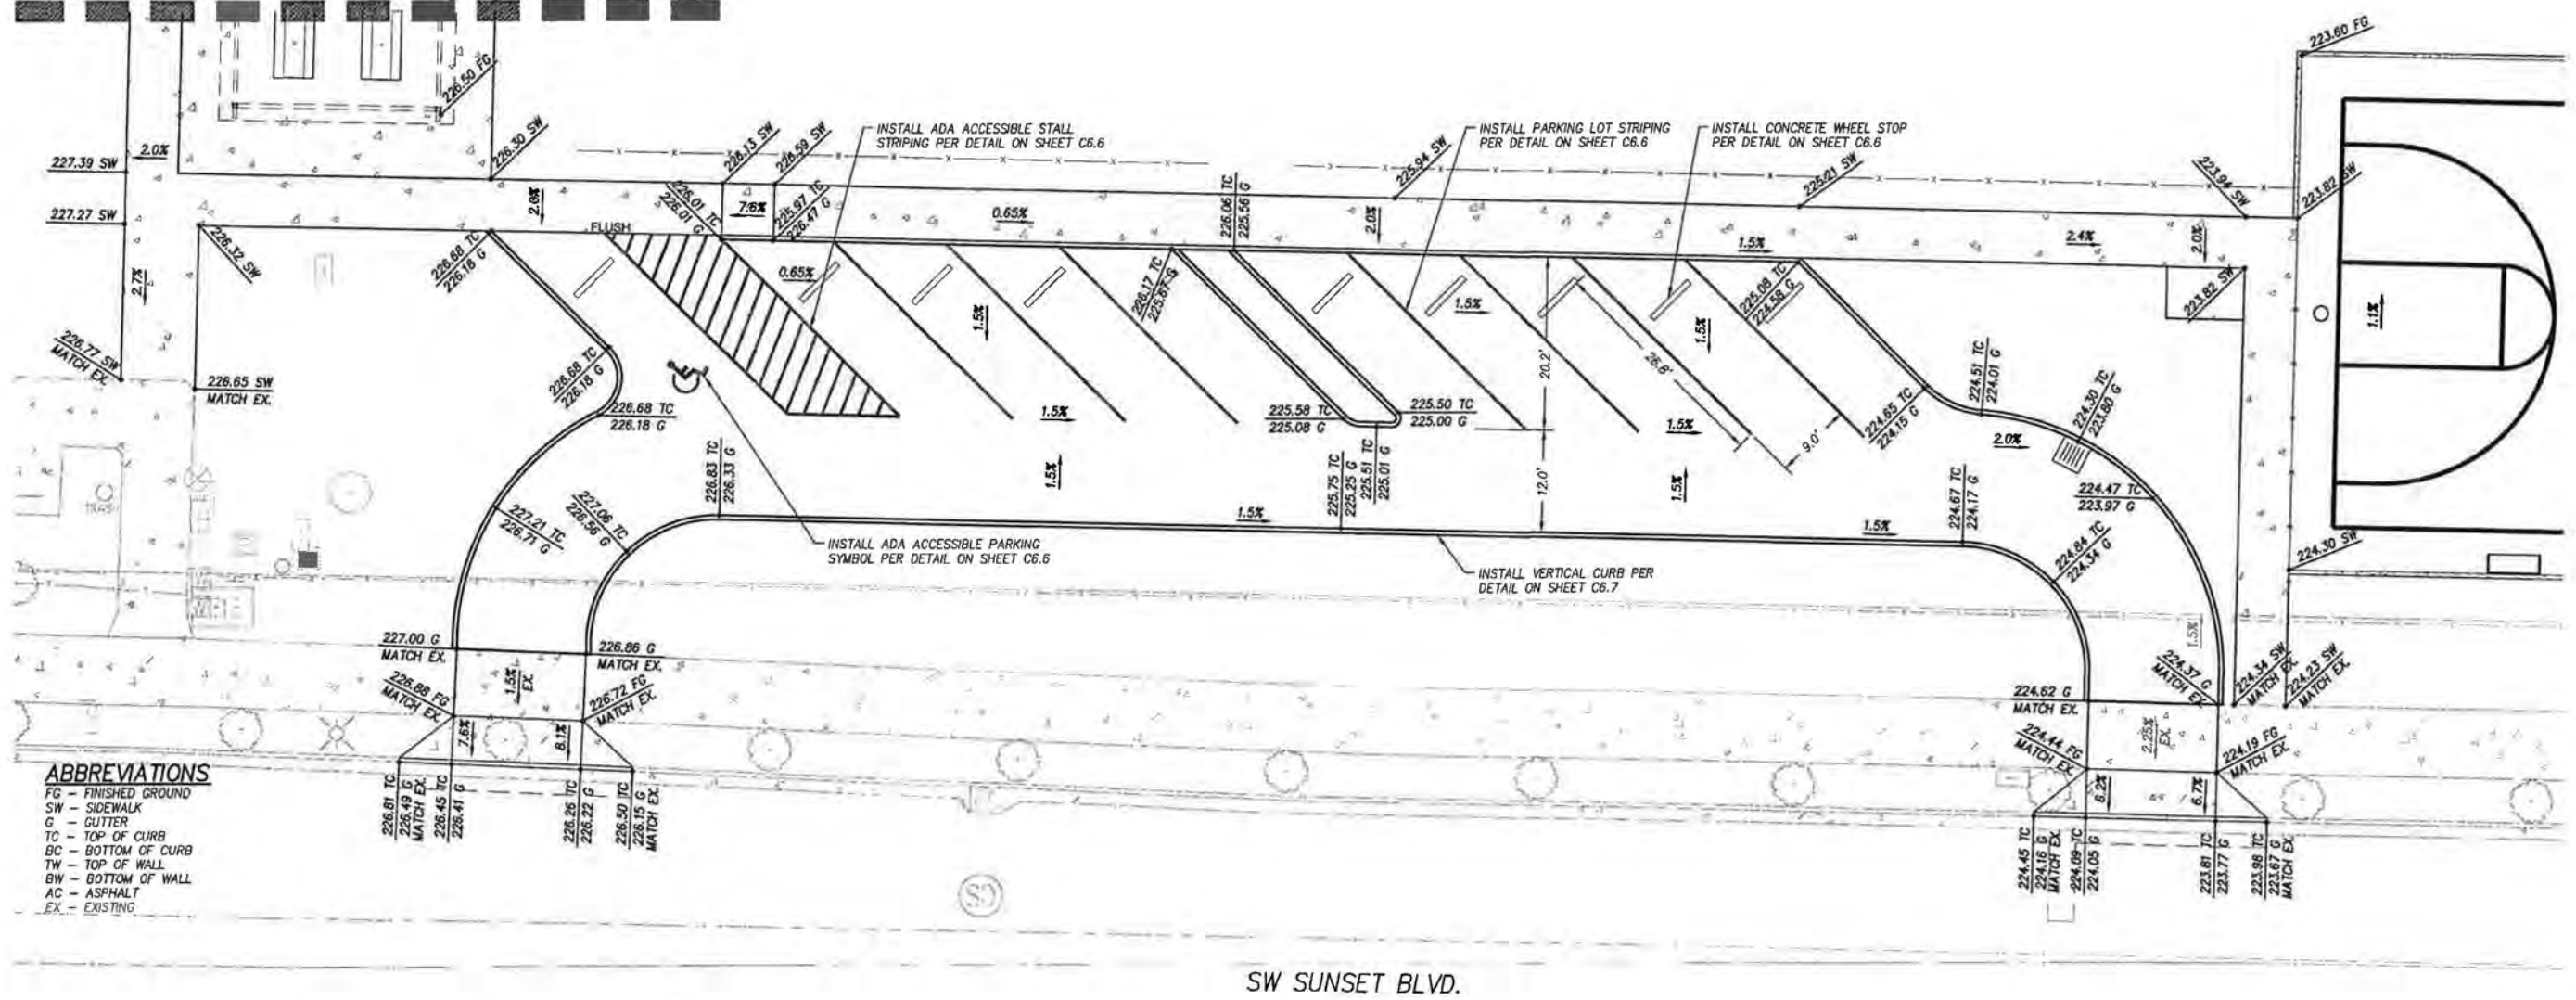 223.60 FG
226.50 FG
INSTALL ADA ACCESSIBLE STALL
STRIPING PER DETAIL ON SHEET C6.6
INSTALL PARKING LOT STRIPING
PER DETAIL ON SHEET C6.6
INSTALL CONCRETE WHEEL STOP
PER DETAIL ON SHEET C6.6
227.39 SW
2.0%
226.30 SW
226.13 SW
226.59 SW
225.94 SW
225.21 SW
223.94 SW
223.82 SW
227.27 SW
226.32 SW
2.7%
FLUSH
226.01 TC
226.01 G
7.6%
225.97 TC
226.47 G
0.65%
226.06 TC
225.56 G
2.0%
1.5%
2.4%
2.0%
226.68 TC
226.18 G
0.65%
226.17 TC
225.67 G
1.5%
1.5%
1.5%
225.08 TC
224.58 G
223.82 SW
1.1%
226.77 SW
MATCH EX.
226.65 SW
MATCH EX.
226.68 TC
226.18 G
226.68 TC
226.18 G
20.2'
26.8'
9.0'
1.5%
225.58 TC
225.08 G
225.50 TC
225.00 G
1.5%
224.65 TC
224.15 G
224.51 TC
224.01 G
224.30 TC
223.80 G
2.0%
226.83 TC
226.33 G
1.5%
225.75 TC
225.25 G
225.51 TC
225.01 G
12.0'
1.5%
224.67 TC
224.17 G
224.47 TC
223.97 G
227.21 TC
226.71 G
227.06 TC
226.56 G
1.5%
1.5%
224.84 TC
224.34 G
224.30 SW
INSTALL ADA ACCESSIBLE PARKING
SYMBOL PER DETAIL ON SHEET C6.6
INSTALL VERTICAL CURB PER
DETAIL ON SHEET C6.7
1.5%
227.00 G
MATCH EX.
226.86 G
MATCH EX.
1.5%
EX.
226.88 FG
MATCH EX.
226.72 FG
MATCH EX.
224.62 G
MATCH EX.
224.37 G
MATCH EX.
224.34 SW
MATCH EX.
224.23 SW
MATCH EX.
2.25%
EX.
224.44 FG
MATCH EX.
224.19 FG
MATCH EX.
7.6%
8.1%
6.2%
6.7%
226.81 TC
226.49 G
MATCH EX.
226.45 TC
226.41 G
226.26 TC
226.22 G
226.50 TC
226.15 G
MATCH EX.
224.45 TC
224.16 G
MATCH EX.
224.09 TC
224.05 G
223.81 TC
223.77 G
223.98 TC
223.67 G
MATCH EX.
ABBREVIATIONS
FG – FINISHED GROUND
SW – SIDEWALK
G – GUTTER
TC – TOP OF CURB
BC – BOTTOM OF CURB
TW – TOP OF WALL
BW – BOTTOM OF WALL
AC – ASPHALT
EX – EXISTING
SW SUNSET BLVD.